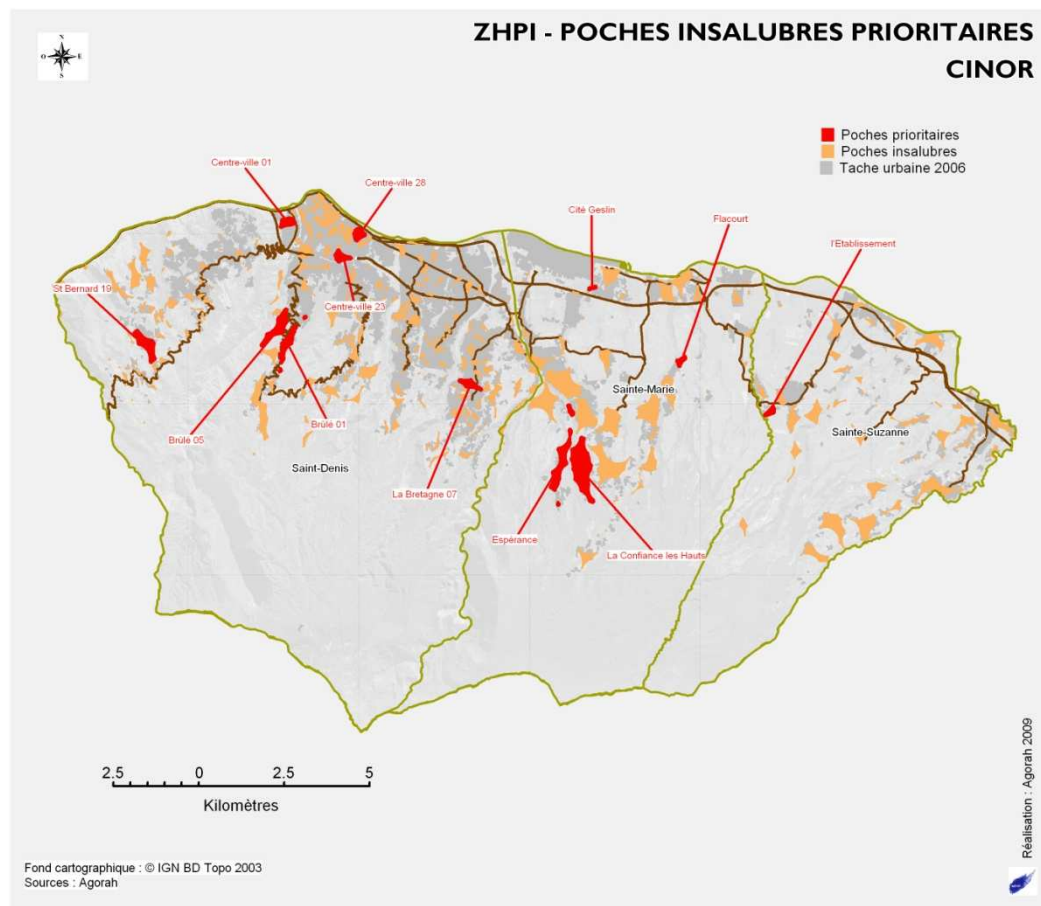 ZHPI - POCHES INSALUBRES PRIORITAIRES
CINOR
N
O
E
S
Poches prioritaires
Poches insalubres
Tache urbaine 2006
Centre-ville 01
Centre-ville 28
Cité Geslin
Flacourt
l'Etablissement
St Bernard 19
Centre-ville 23
Sainte-Marie
Brûlé 05
Brûlé 01
Sainte-Suzanne
Saint-Denis
La Bretagne 07
Espérance
La Confiance les Hauts
2.5 0 2.5 5
Kilomètres
Réalisation : Agorah 2009
Fond cartographique : © IGN BD Topo 2003
Sources : Agorah